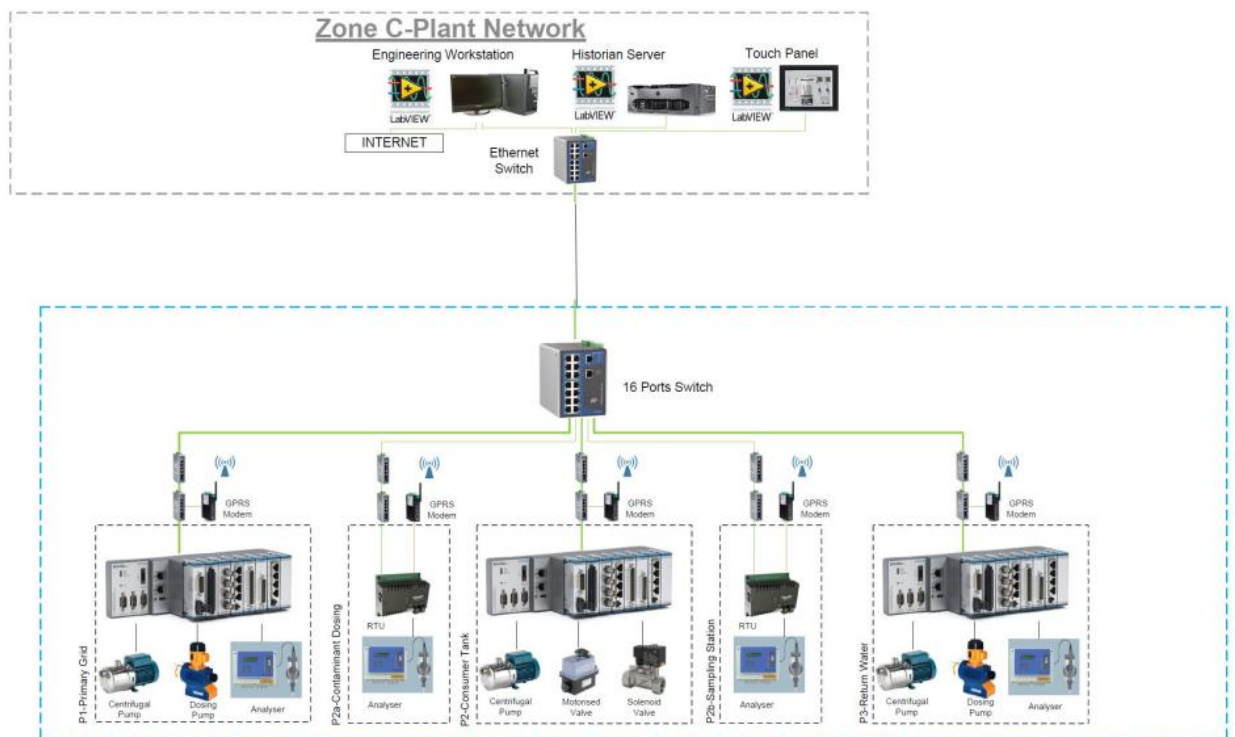 Zone C-Plant Network
Engineering Workstation
Historian Server
Touch Panel
LabVIEW
LabVIEW
LabVIEW
INTERNET
Ethernet
Switch
16 Ports Switch
GPRS
Modem
GPRS
Modem
GPRS
Modem
GPRS
Modem
GPRS
Modem
P1-Primary Grid
Centrifugal
Pump
Dosing
Pump
Analyser
P2a-Contaminant Dosing
RTU
Analyser
P2-Consumer Tank
Centrifugal
Pump
Motorised
Valve
Solenoid
Valve
P2b-Sampling Station
RTU
Analyser
P3-Return Water
Centrifugal
Pump
Dosing
Pump
Analyser